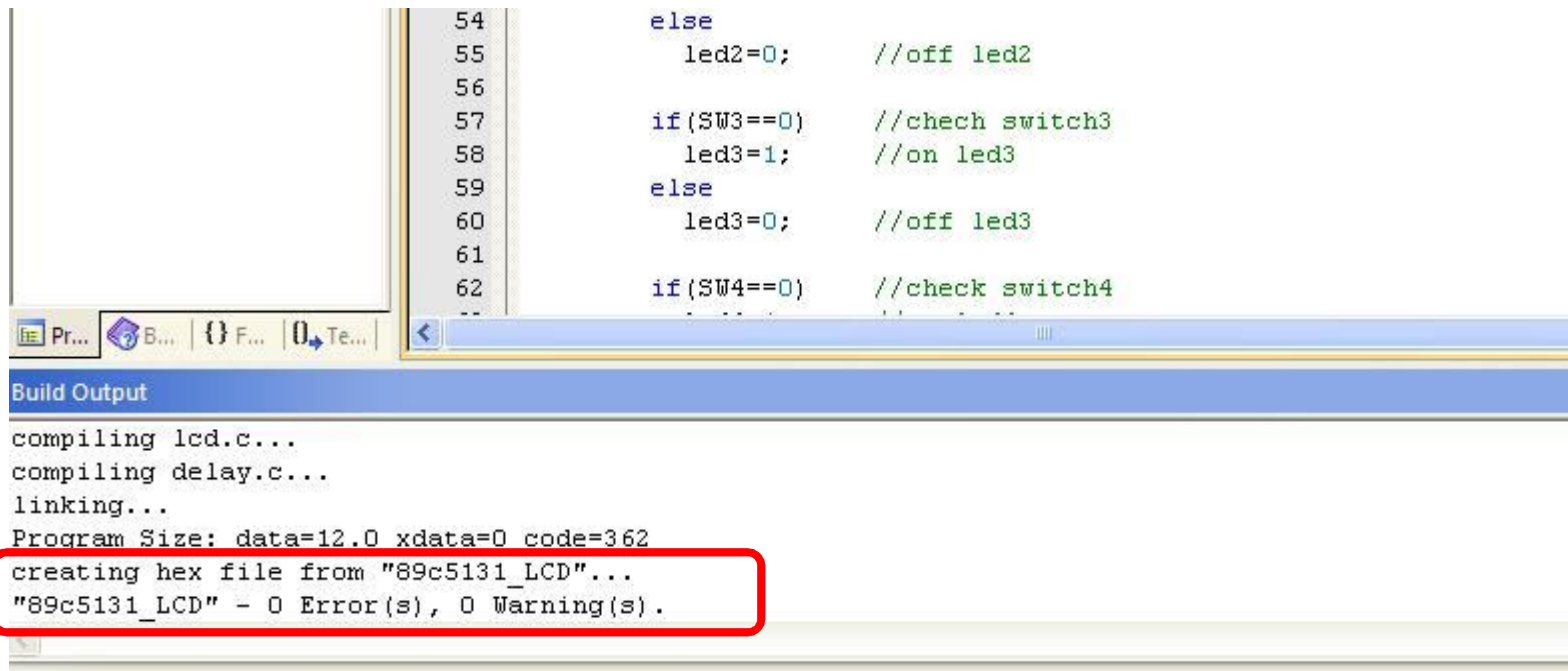 54 else
55 led2=0; //off led2
56
57 if(SW3==0) //chech switch3
58 led3=1; //on led3
59 else
60 led3=0; //off led3
61
62 if(SW4==0) //check switch4
Pr... B... {} F... 0 Te...
Build Output
compiling lcd.c...
compiling delay.c...
linking...
Program Size: data=12.0 xdata=0 code=362
creating hex file from "89c5131_LCD"...
"89c5131_LCD" - 0 Error(s), 0 Warning(s).